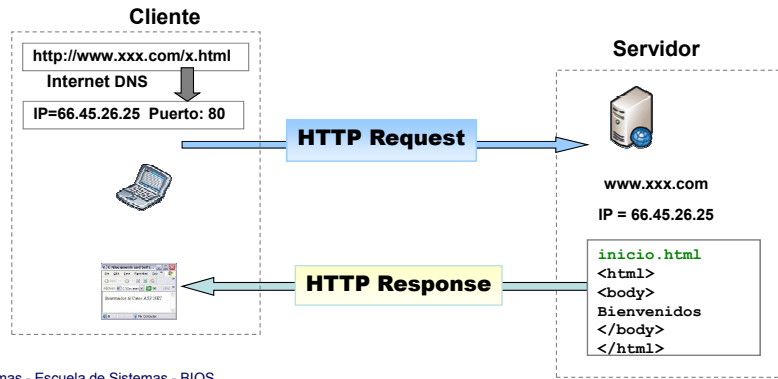 Cliente
http://www.xxx.com/x.html
Internet DNS
IP=66.45.26.25 Puerto: 80
HTTP Request
Servidor
www.xxx.com
IP = 66.45.26.25
HTTP Response
inicio.html
<html>
<body>
Bienvenidos
</body>
</html>
mas - Escuela de Sistemas - BIOS